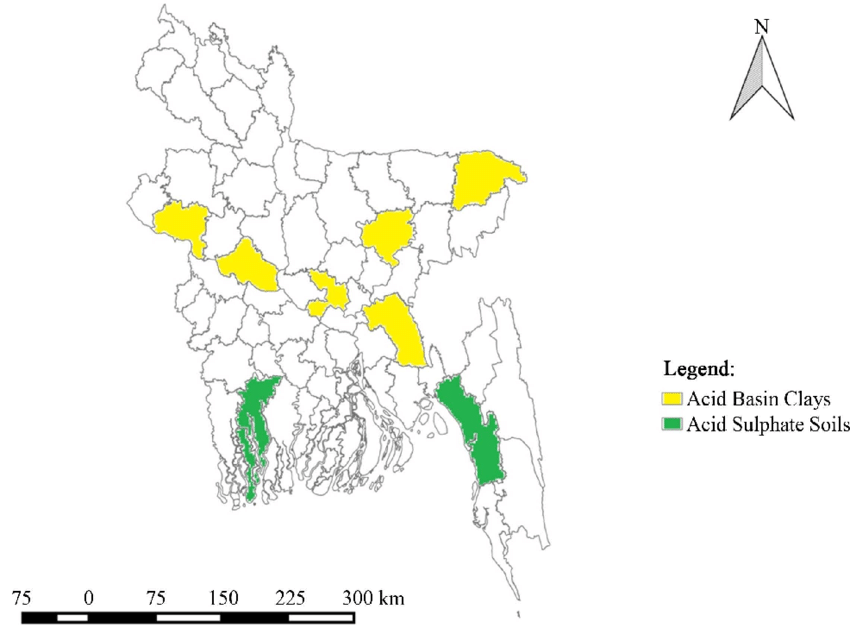 N
Legend:
Acid Basin Clays
Acid Sulphate Soils
75 0 75 150 225 300 km